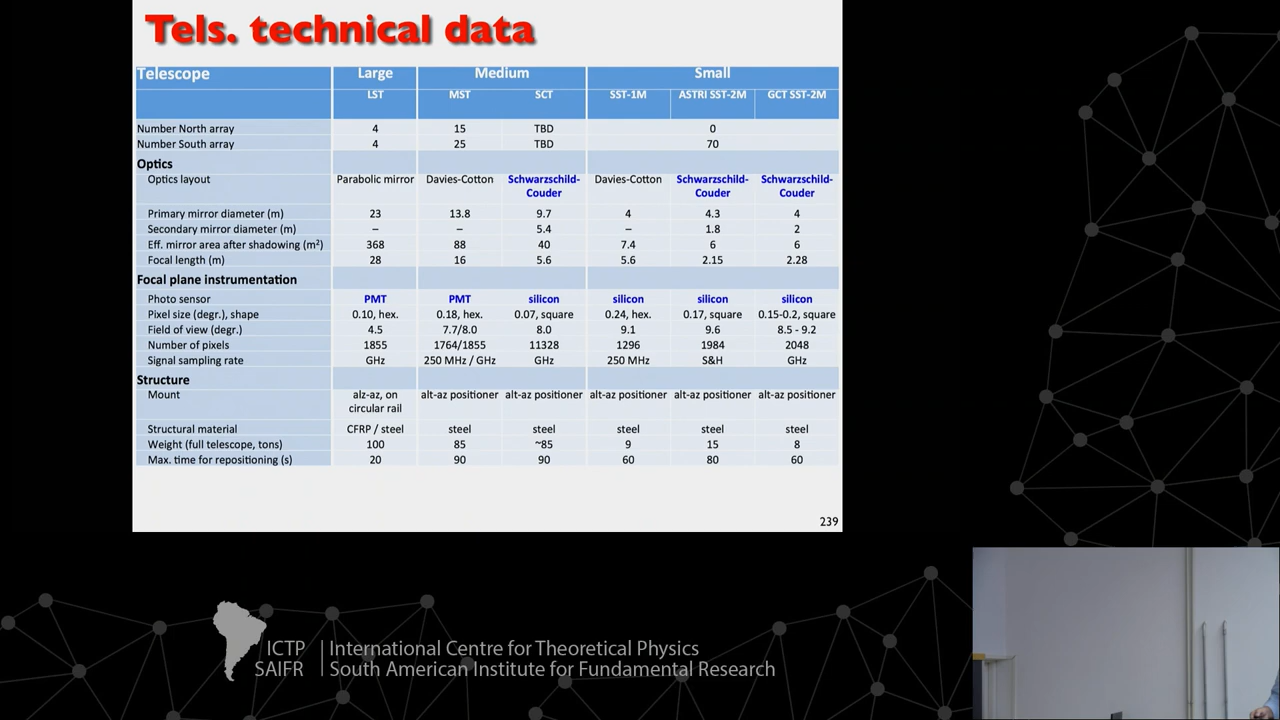 Tels. technical data
Telescope Large Medium Small
LST MST SCT SST-1M ASTRI SST-2M GCT SST-2M
Number North array 4 15 TBD 0
Number South array 4 25 TBD 70
Optics
Optics layout Parabolic mirror Davies-Cotton Schwarzschild- Davies-Cotton Schwarzschild- Schwarzschild-
Couder Couder Couder
Primary mirror diameter (m) 23 13.8 9.7 4 4.3 4
Secondary mirror diameter (m) – – 5.4 1.8 2
Eff. mirror area after shadowing (m²) 368 88 40 7.4 6 6
Focal length (m) 28 16 5.6 5.6 2.15 2.28
Focal plane instrumentation
Photo sensor PMT PMT silicon silicon silicon silicon
Pixel size (degr.), shape 0.10, hex. 0.18, hex. 0.07, square 0.24, hex. 0.17, square 0.15-0.2, square
Field of view (degr.) 4.5 7.7/8.0 8.0 9.1 9.6 8.5 - 9.2
Number of pixels 1855 1764/1855 11328 1296 1984 2048
Signal sampling rate GHz 250 MHz / GHz GHz 250 MHz S&H GHz
Structure
Mount alz-az, on alt-az positioner alt-az positioner alt-az positioner alt-az positioner alt-az positioner
circular rail
Structural material CFRP / steel steel steel steel steel steel
Weight (full telescope, tons) 100 85 ~85 9 15 8
Max. time for repositioning (s) 20 90 90 60 80 60
239
ICTP International Centre for Theoretical Physics
SAIFR South American Institute for Fundamental Research